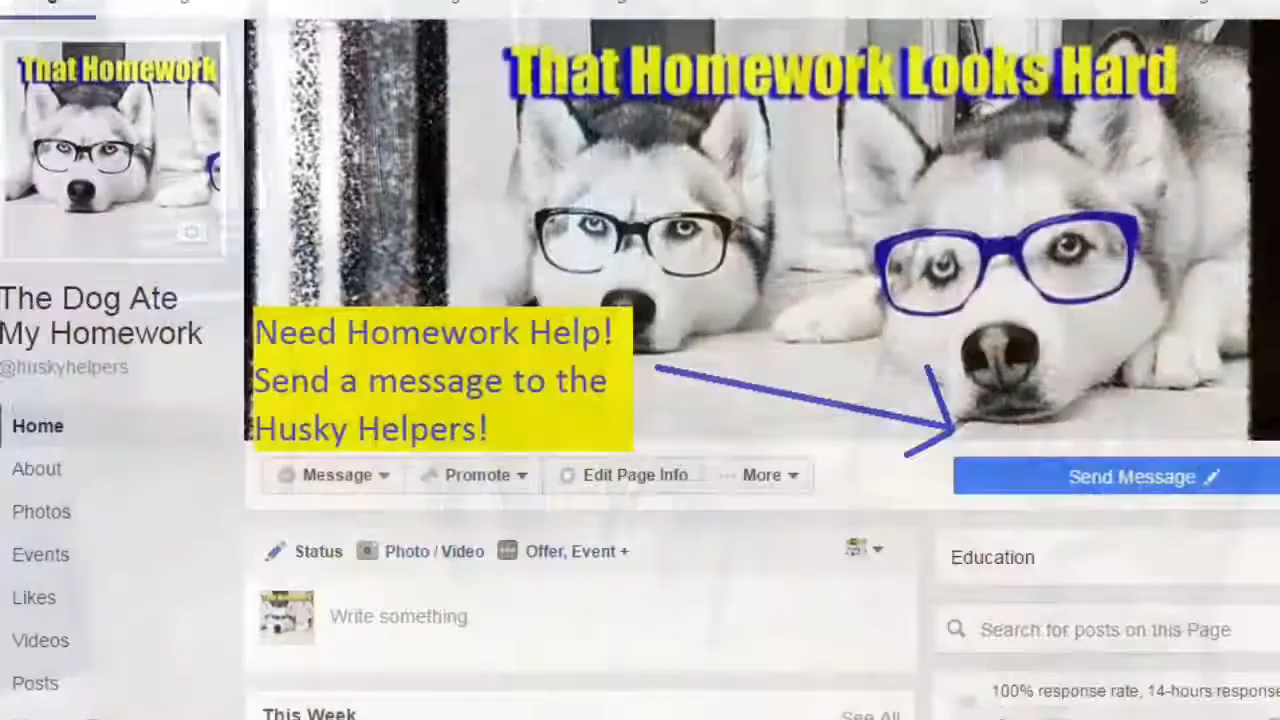 That Homework
That Homework Looks Hard
The Dog Ate
My Homework
@huskyhelpers
Need Homework Help!
Send a message to the
Husky Helpers!
Home
About
Photos
Events
Likes
Videos
Posts
Message
Promote
Edit Page Info
More
Send Message
Status
Photo / Video
Offer, Event +
Write something
Education
Search for posts on this Page
100% response rate, 14-hours response
This Week
See All